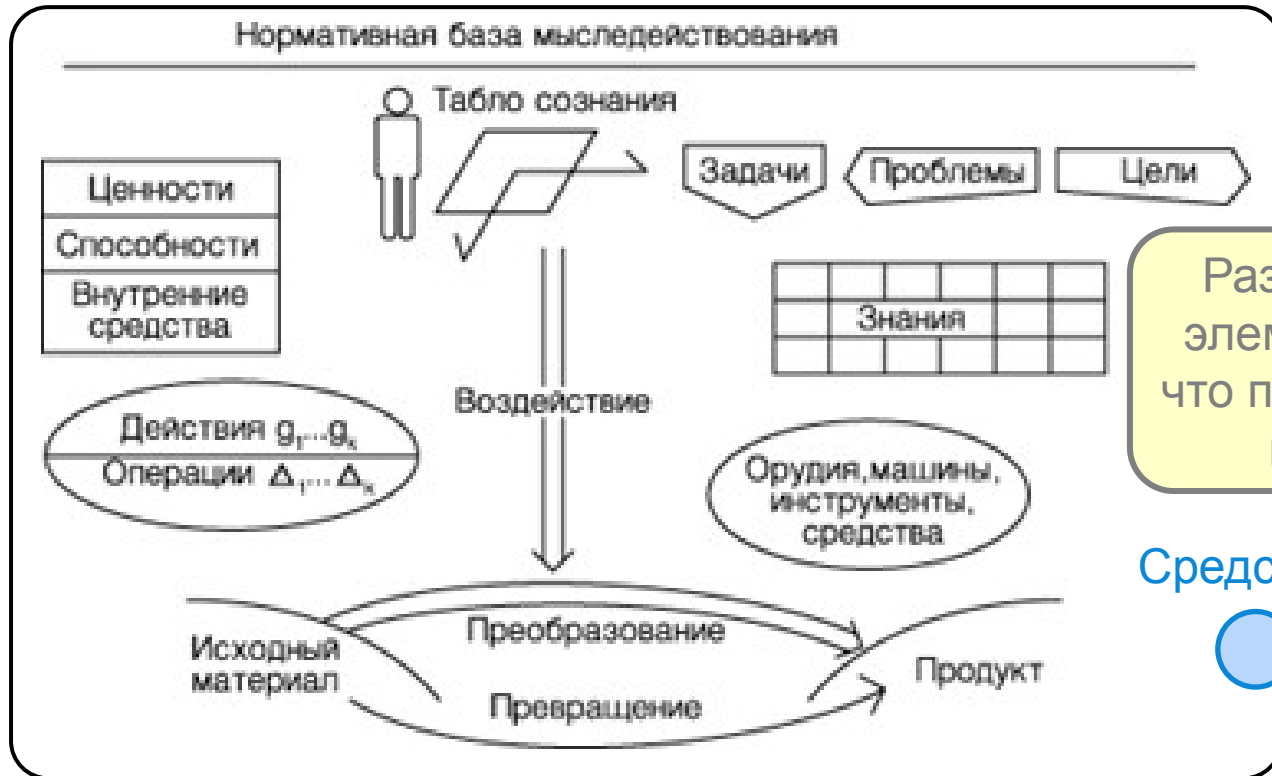 Нормативная база мыследействования
Табло сознания
Задачи
Проблемы
Цели
Ценности
Способности
Внутренние
средства
Знания
Воздействие
Действия g₁...gₖ
Операции Δ₁...Δₖ
Орудия,машины,
инструменты,
средства
Исходный
материал
Преобразование
Превращение
Продукт
что